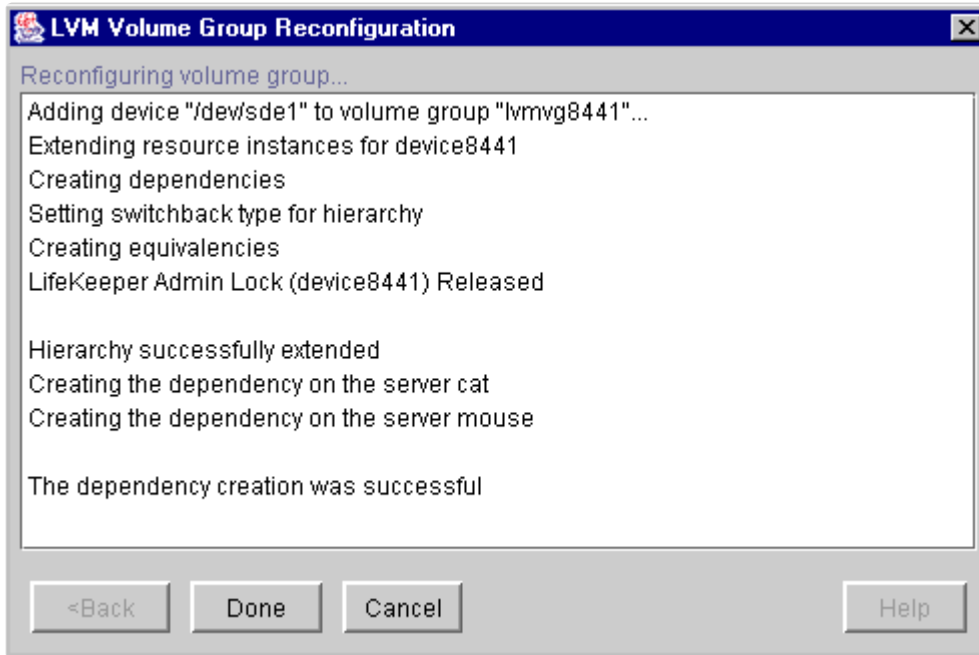 LVM Volume Group Reconfiguration
Reconfiguring volume group...
Adding device "/dev/sde1" to volume group "lvmvg8441"...
Extending resource instances for device8441
Creating dependencies
Setting switchback type for hierarchy
Creating equivalencies
LifeKeeper Admin Lock (device8441) Released
Hierarchy successfully extended
Creating the dependency on the server cat
Creating the dependency on the server mouse
The dependency creation was successful
<Back
Done
Cancel
Help